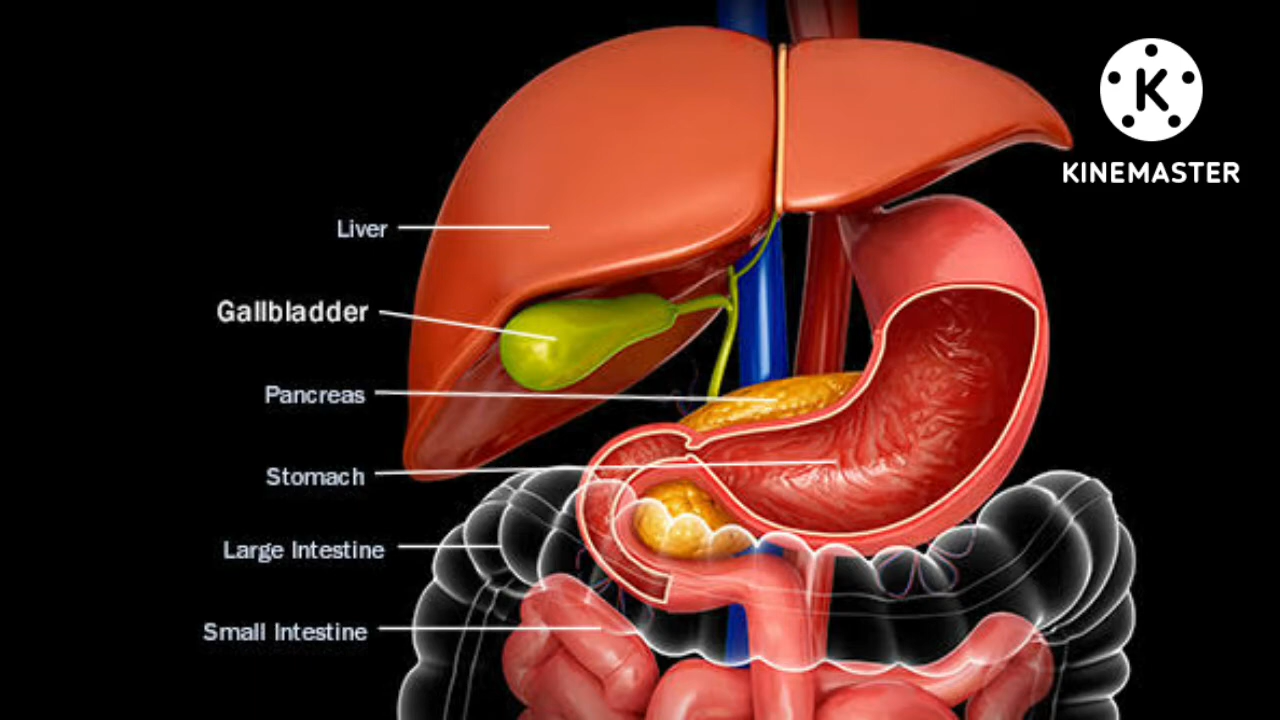 K
KINEMASTER
Liver
Gallbladder
Pancreas
Stomach
Large Intestine
Small Intestine